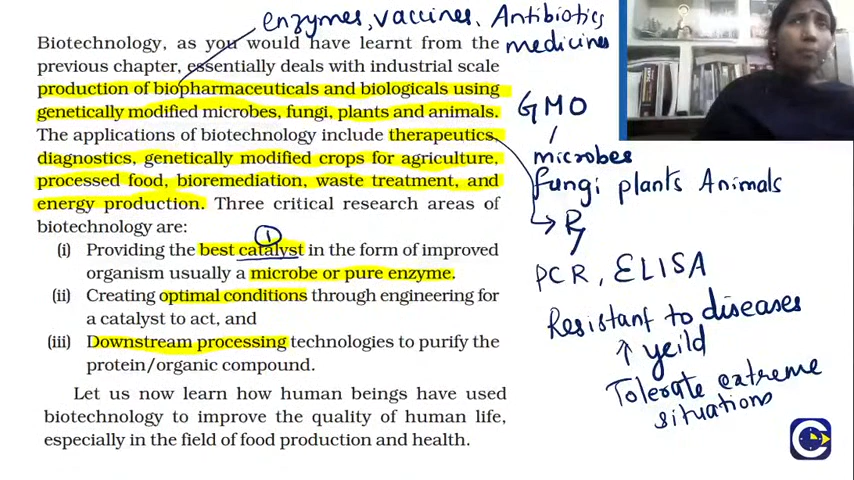 enzymes, vaccines, Antibiotics
medicines
Biotechnology, as you would have learnt from the
previous chapter, essentially deals with industrial scale
production of biopharmaceuticals and biologicals using
genetically modified microbes, fungi, plants and animals.
The applications of biotechnology include therapeutics,
diagnostics, genetically modified crops for agriculture,
processed food, bioremediation, waste treatment, and
energy production. Three critical research areas of
biotechnology are:
(i) Providing the best catalyst in the form of improved
organism usually a microbe or pure enzyme.
(ii) Creating optimal conditions through engineering for
a catalyst to act, and
(iii) Downstream processing technologies to purify the
protein/organic compound.
Let us now learn how human beings have used
biotechnology to improve the quality of human life,
especially in the field of food production and health.
1
GMO
microbes
fungi plants Animals
PCR, ELISA
Resistant to diseases
↑ yeild
Tolerate extreme
situations